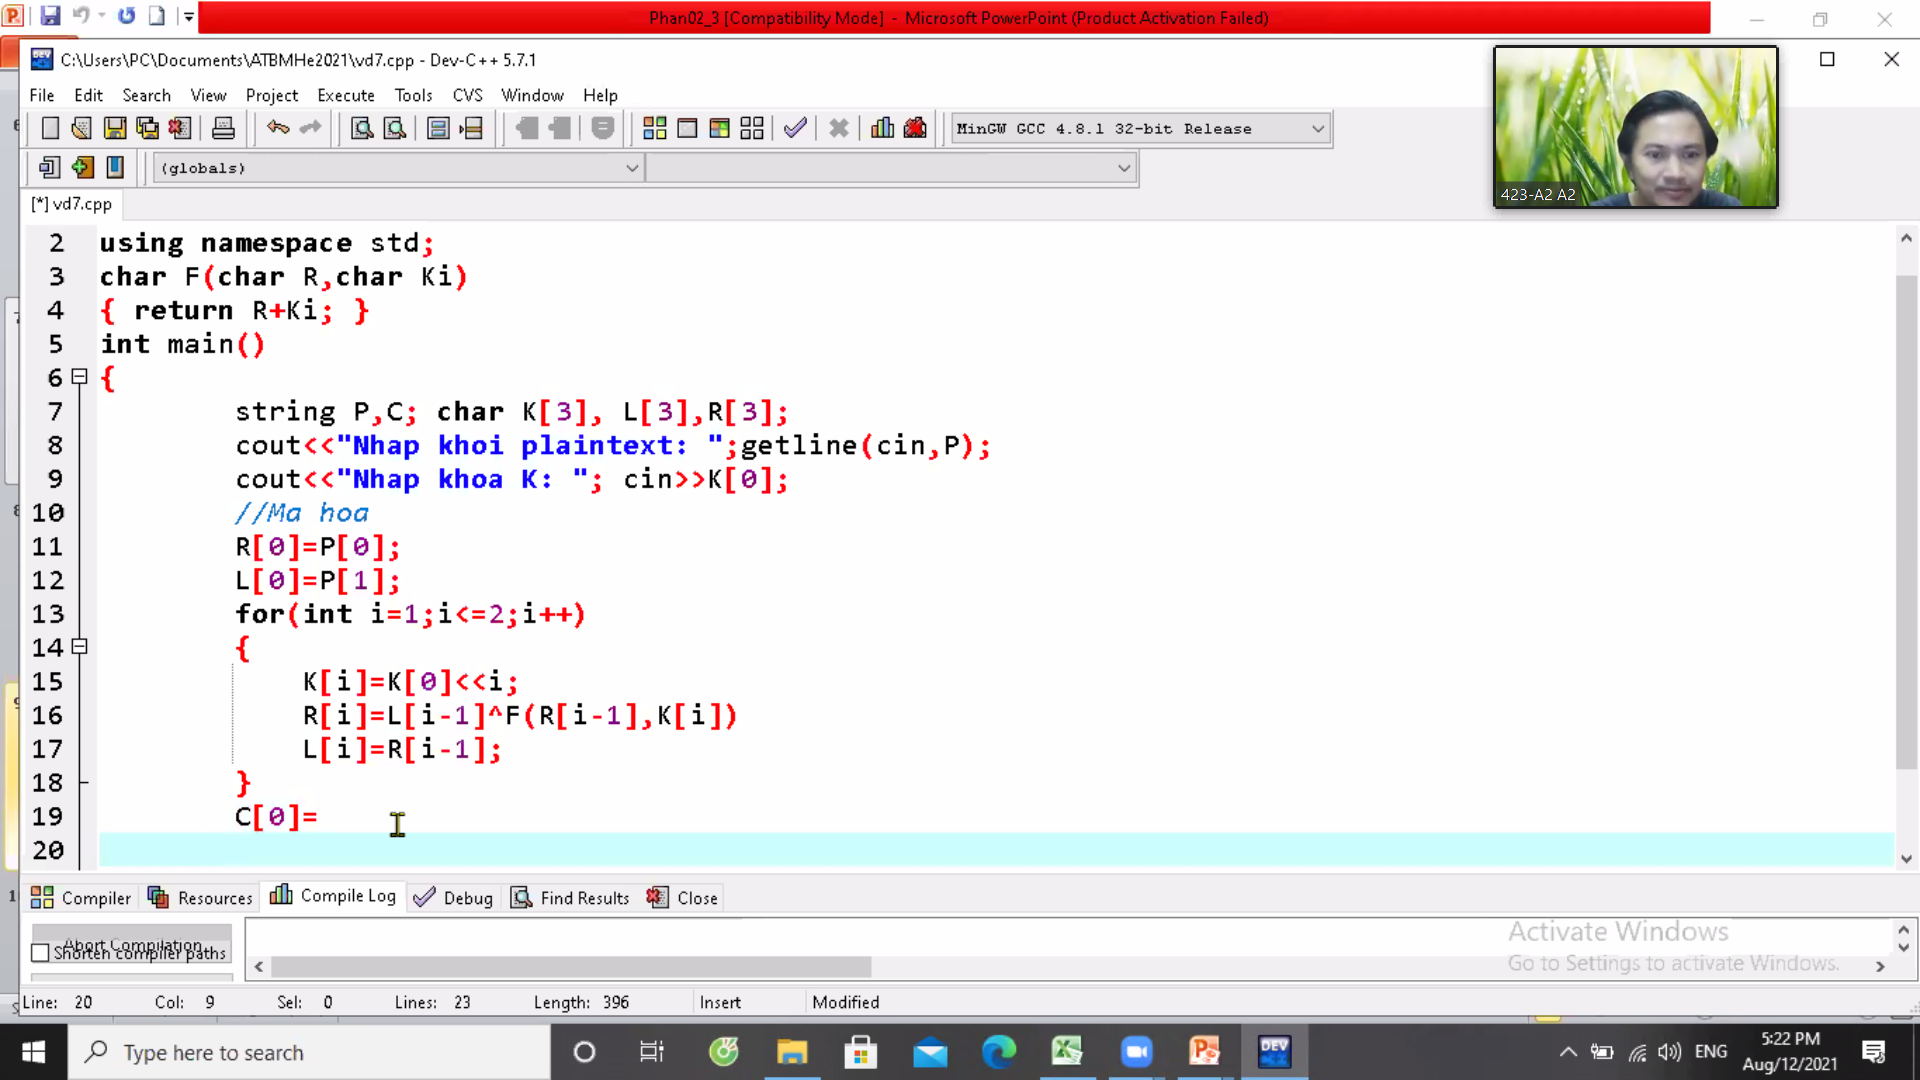 Phan02_3 [Compatibility Mode] - Microsoft PowerPoint (Product Activation Failed)
C:\Users\PC\Documents\ATBMHe2021\vd7.cpp - Dev-C++ 5.7.1
File Edit Search View Project Execute Tools CVS Window Help
MinGW GCC 4.8.1 32-bit Release
(globals)
423-A2 A2
[*] vd7.cpp
2 using namespace std;
3 char F(char R,char Ki)
4 { return R+Ki; }
5 int main()
6 {
7 string P,C; char K[3], L[3],R[3];
8 cout<<"Nhap khoi plaintext: ";getline(cin,P);
9 cout<<"Nhap khoa K: "; cin>>K[0];
10 //Ma hoa
11 R[0]=P[0];
12 L[0]=P[1];
13 for(int i=1;i<=2;i++)
14 {
15 K[i]=K[0]<<i;
16 R[i]=L[i-1]^F(R[i-1],K[i])
17 L[i]=R[i-1];
18 }
19 C[0]=
20
Compiler Resources Compile Log Debug Find Results Close
Abort Compilation
Shorten compiler paths
Activate Windows
Go to Settings to activate Windows.
Line: 20 Col: 9 Sel: 0 Lines: 23 Length: 396 Insert Modified
Type here to search
DEV
ENG
5:22 PM
Aug/12/2021